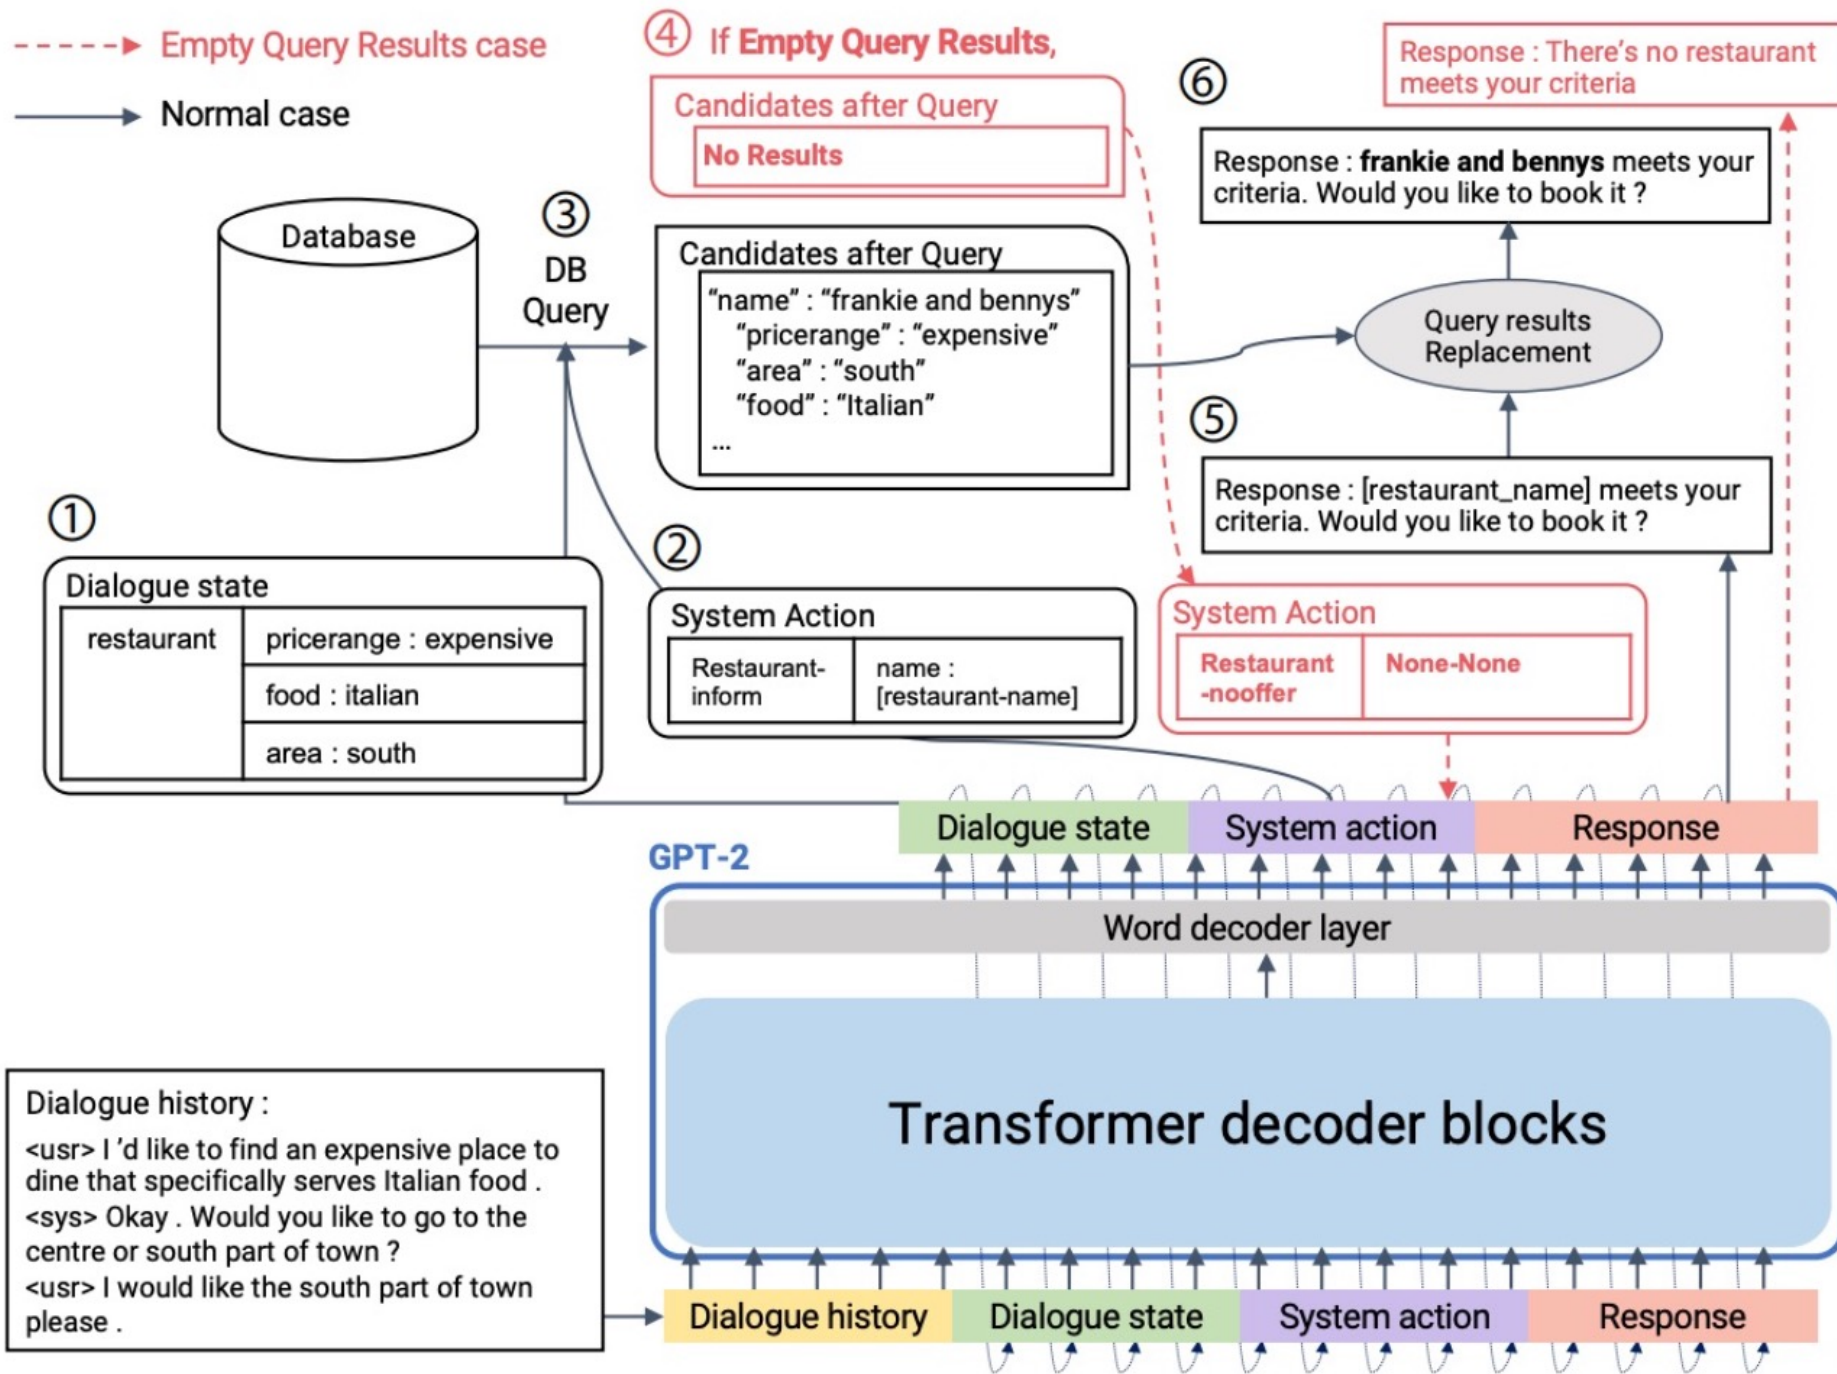 Empty Query Results case
Normal case
④ If Empty Query Results,
Candidates after Query
No Results
⑥
Response : There's no restaurant
meets your criteria
Response : frankie and bennys meets your
criteria. Would you like to book it ?
Database
③
DB
Query
Candidates after Query
“name” : “frankie and bennys”
“pricerange” : “expensive”
“area” : “south”
“food” : “Italian”
...
Query results
Replacement
⑤
Response : [restaurant_name] meets your
criteria. Would you like to book it ?
①
Dialogue state
restaurant
pricerange : expensive
food : italian
area : south
②
System Action
Restaurant-
inform
name :
[restaurant-name]
System Action
Restaurant
-nooffer
None-None
Dialogue state
System action
Response
GPT-2
Word decoder layer
Transformer decoder blocks
Dialogue history :
<usr> I 'd like to find an expensive place to
dine that specifically serves Italian food .
<sys> Okay . Would you like to go to the
centre or south part of town ?
<usr> I would like the south part of town
please .
Dialogue history
Dialogue state
System action
Response